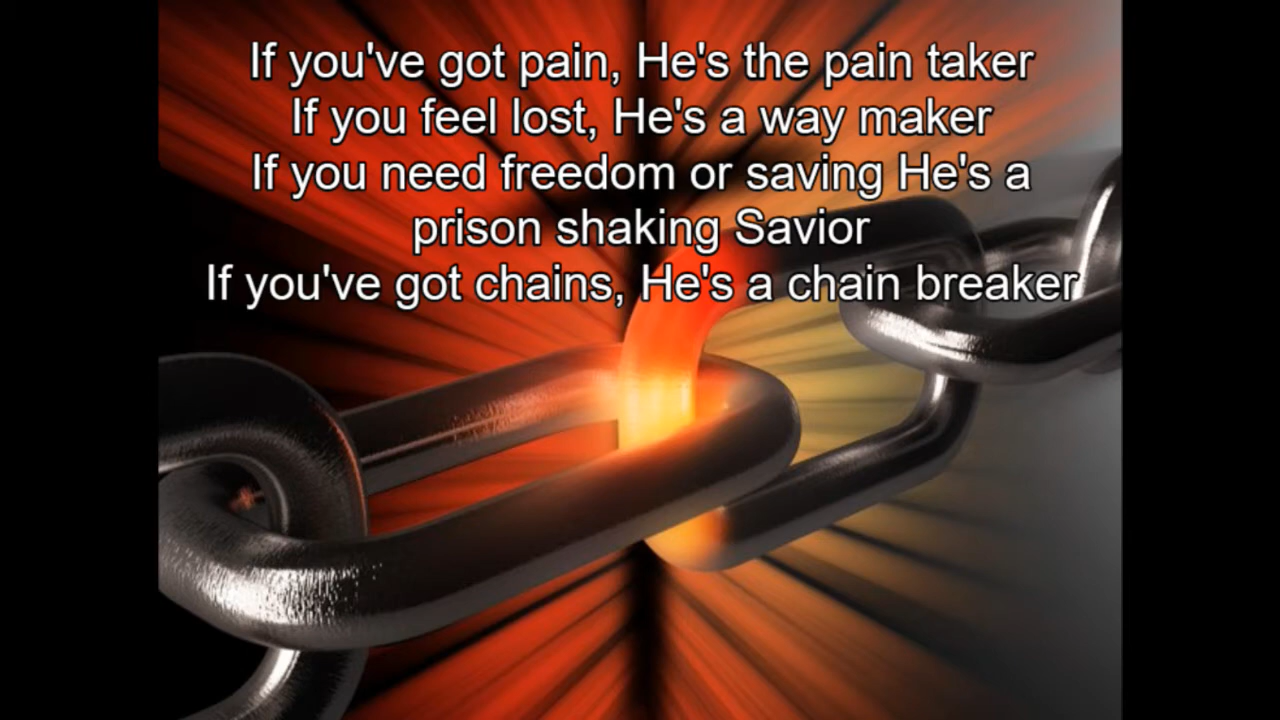 If you've got pain, He's the pain taker
If you feel lost, He's a way maker
If you need freedom or saving He's a
prison shaking Savior
If you've got chains, He's a chain breaker